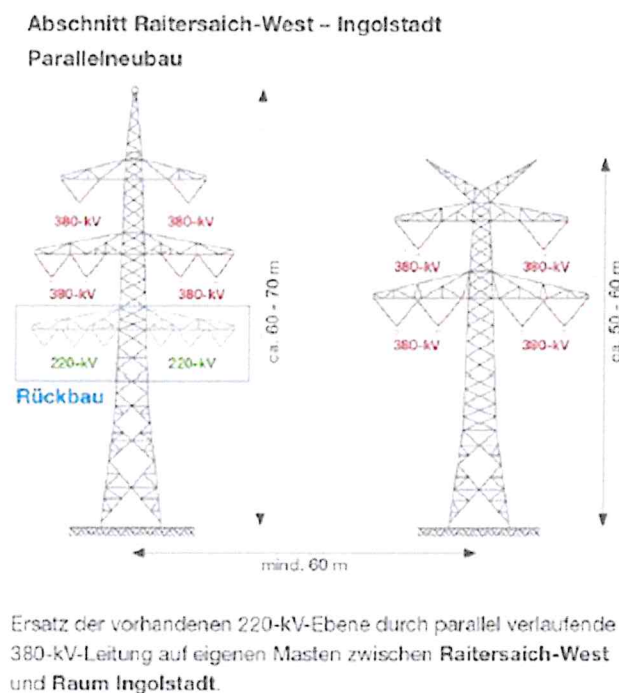 Abschnitt Raitersaich-West – Ingolstadt
Parallelneubau
380-kV 380-kV
380-kV 380-kV
220-kV 220-kV
Rückbau
ca. 60 - 70 m
380-kV 380-kV
380-kV 380-kV
ca. 50 - 60 m
mind. 60 m
Ersatz der vorhandenen 220-kV-Ebene durch parallel verlaufende
380-kV-Leitung auf eigenen Masten zwischen Raitersaich-West
und Raum Ingolstadt.